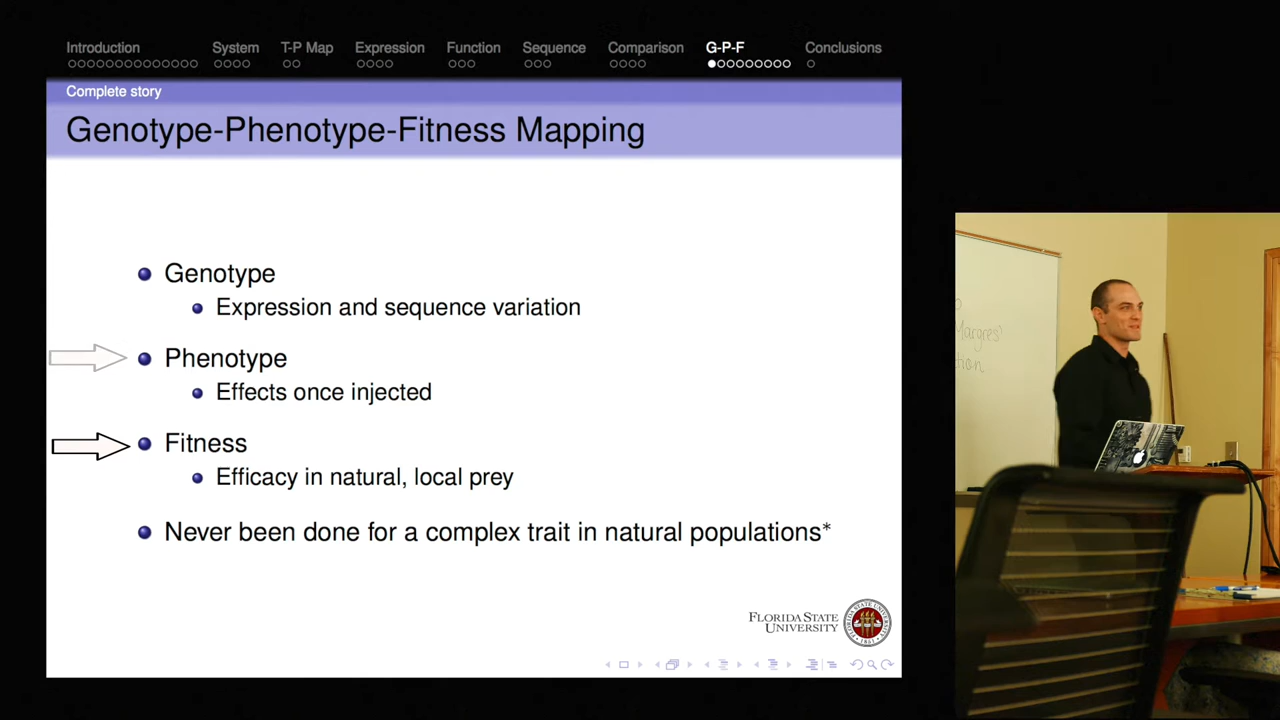 Introduction System T-P Map Expression Function Sequence Comparison G-P-F Conclusions
Complete story
Genotype-Phenotype-Fitness Mapping
Genotype
Expression and sequence variation
Phenotype
Effects once injected
Fitness
Efficacy in natural, local prey
Never been done for a complex trait in natural populations*
FLORIDA STATE
UNIVERSITY
Margres'